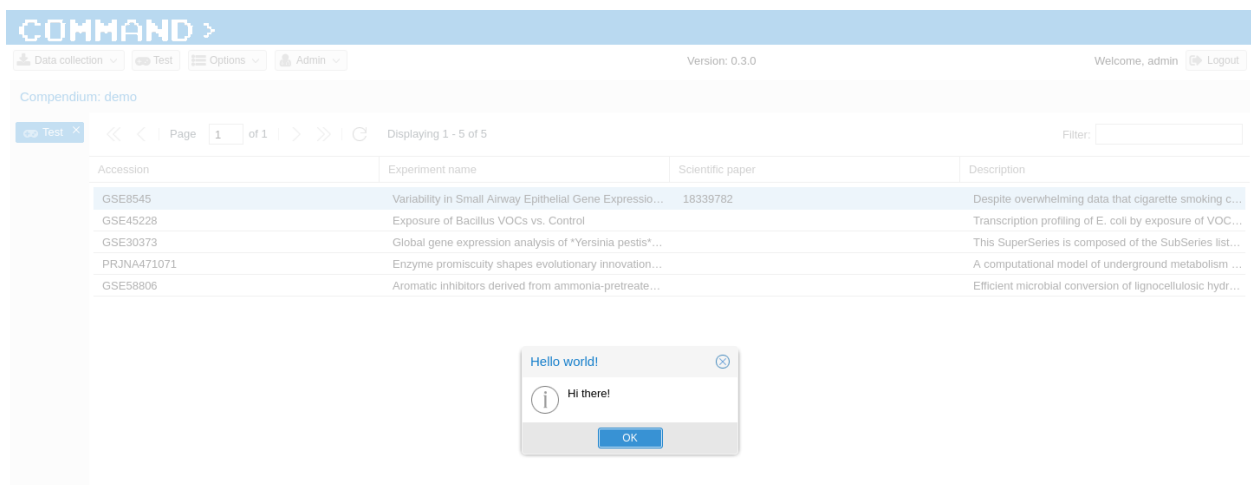 COMMAND>
Data collection Test Options Admin Version: 0.3.0 Welcome, admin Logout
Compendium: demo
Test Page 1 of 1 Displaying 1 - 5 of 5 Filter:
Accession Experiment name Scientific paper Description
GSE8545 Variability in Small Airway Epithelial Gene Expressio... 18339782 Despite overwhelming data that cigarette smoking c...
GSE45228 Exposure of Bacillus VOCs vs. Control Transcription profiling of E. coli by exposure of VOC...
GSE30373 Global gene expression analysis of *Yersinia pestis*... This SuperSeries is composed of the SubSeries list...
PRJNA471071 Enzyme promiscuity shapes evolutionary innovation... A computational model of underground metabolism ...
GSE58806 Aromatic inhibitors derived from ammonia-pretreate... Efficient microbial conversion of lignocellulosic hydr...
Hello world!
Hi there!
OK